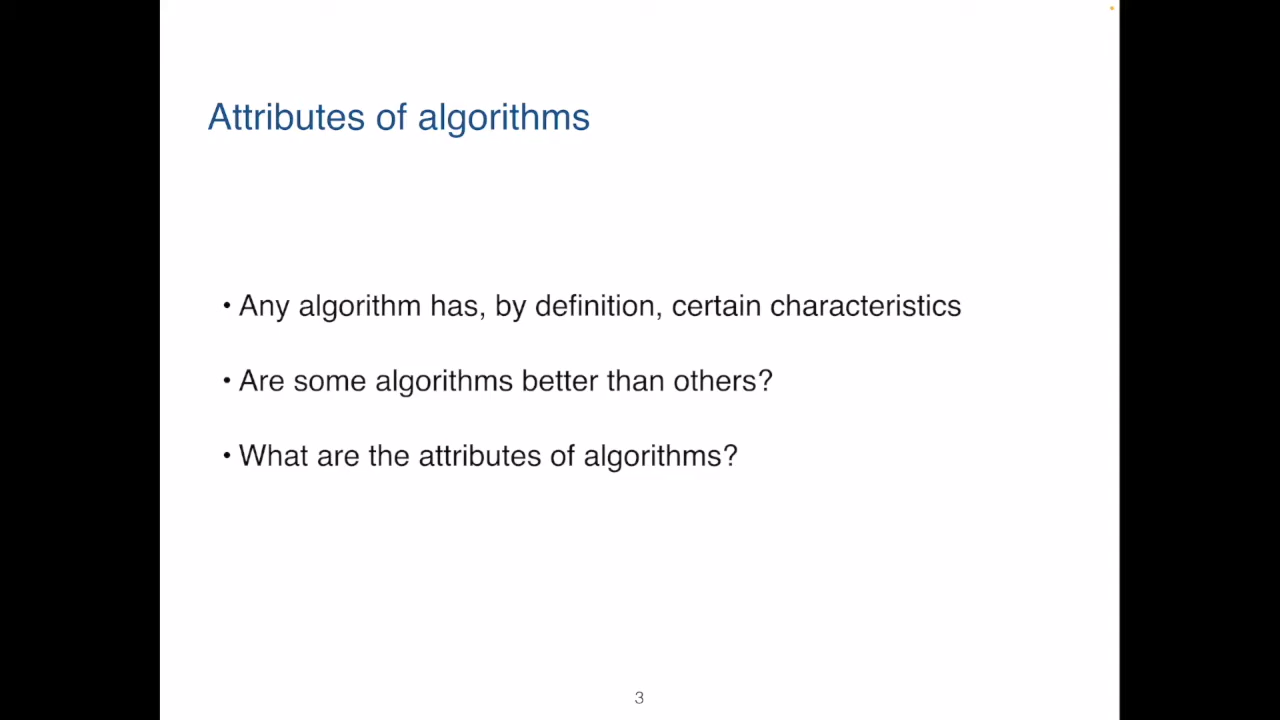 Attributes of algorithms
• Any algorithm has, by definition, certain characteristics
• Are some algorithms better than others?
• What are the attributes of algorithms?
3